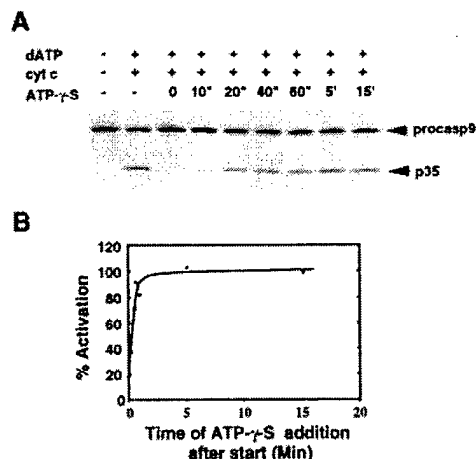 A
dATP - + + + + + + + +
cyt c - + + + + + + + +
ATP-γ-S - - 0 10" 20" 40" 60" 5' 15'
procasp9
p35
B
120
100
80
60
40
20
0
% Activation
0 5 10 15 20
Time of ATP-γ-S addition
after start (Min)